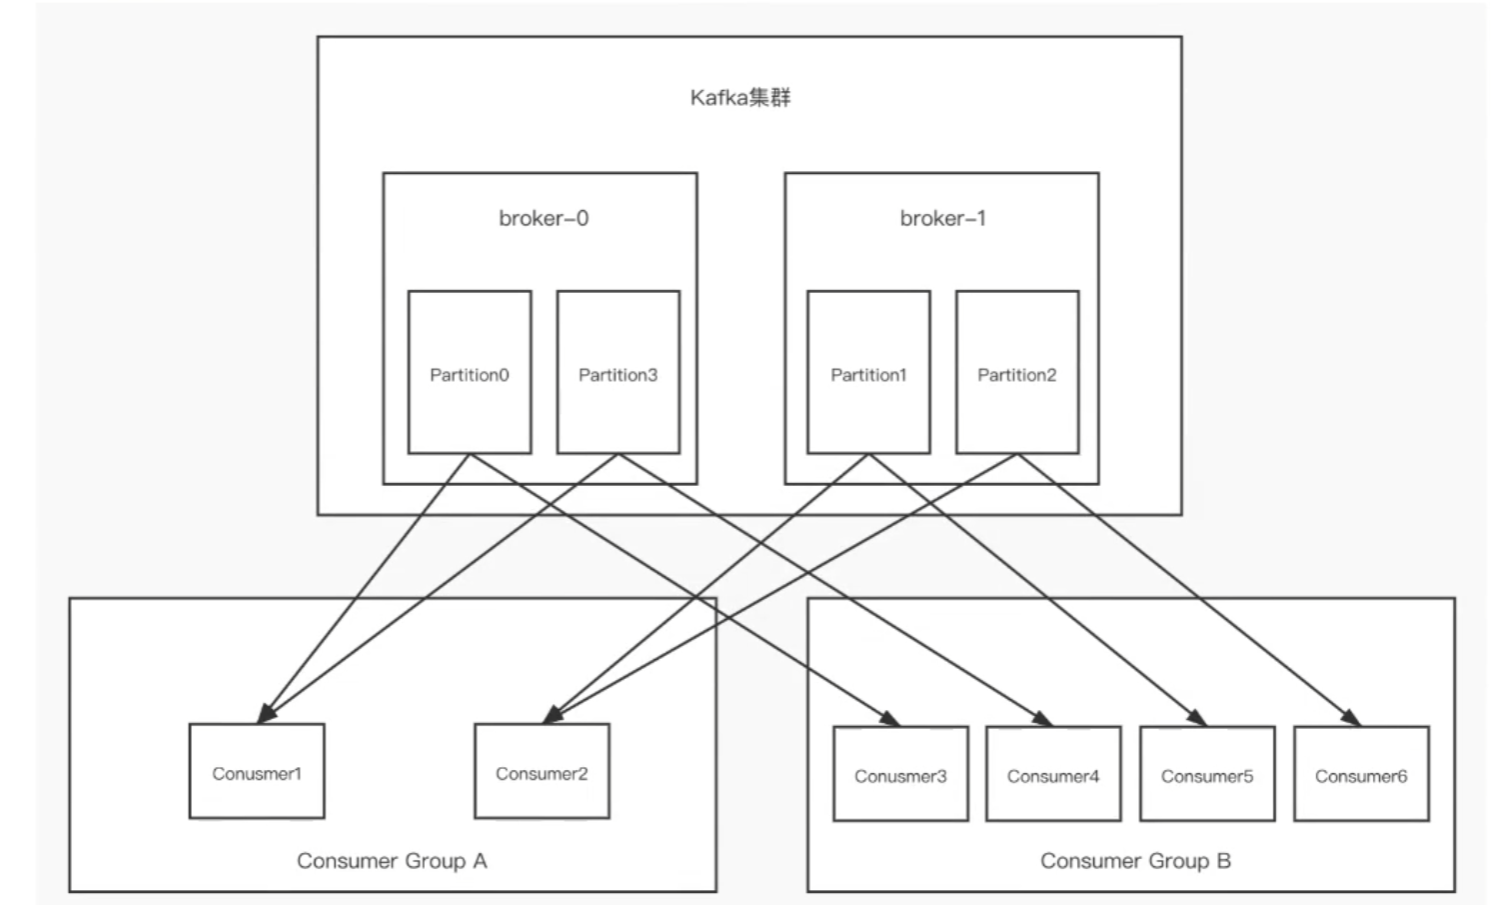 Kafka集群
broker-0
broker-1
Partition0
Partition3
Partition1
Partition2
Conusmer1
Consumer2
Consumer Group A
Conusmer3
Consumer4
Consumer5
Consumer6
Consumer Group B